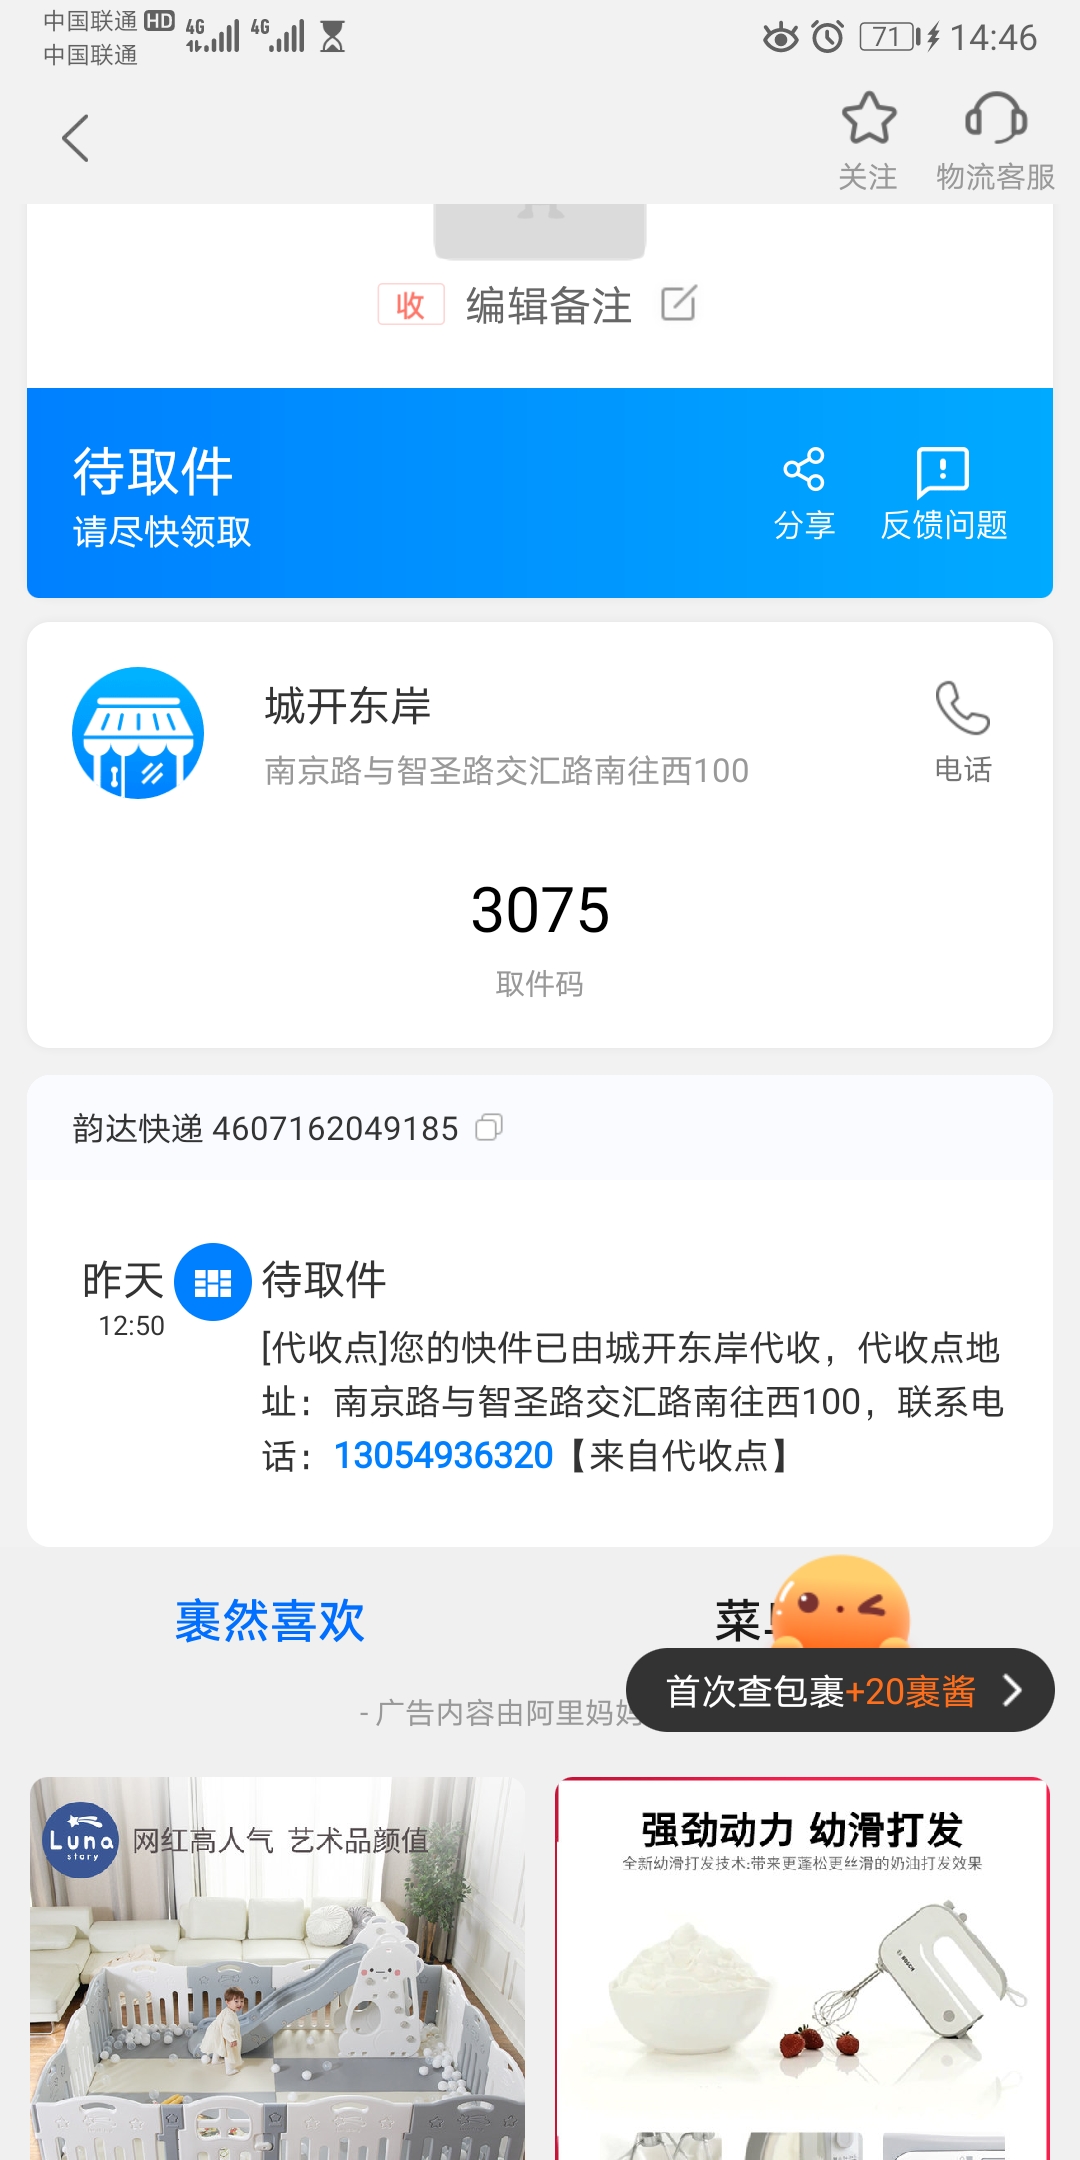 中国联通 HD 4G 4G 71 14:46
中国联通
关注 物流客服
收 编辑备注
待取件
请尽快领取
分享 反馈问题
城开东岸
南京路与智圣路交汇路南往西100
电话
3075
取件码
韵达快递 4607162049185
昨天 待取件
12:50
[代收点]您的快件已由城开东岸代收，代收点地
址：南京路与智圣路交汇路南往西100，联系电
话：13054936320【来自代收点】
裹然喜欢 菜
首次查包裹+20裹酱
- 广告内容由阿里妈妈
Luna
story
网红高人气 艺术品颜值
强劲动力 幼滑打发
全新幼滑打发技术:带来更蓬松更丝滑的奶油打发效果
BOSCH